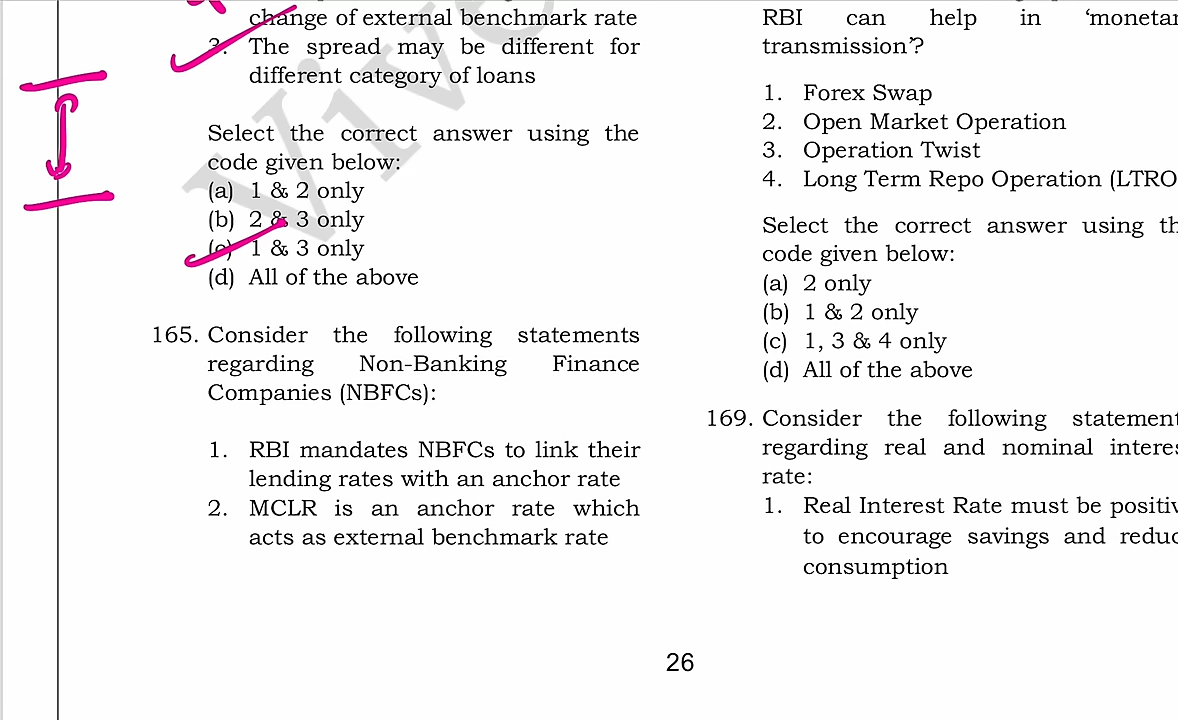 change of external benchmark rate
3. The spread may be different for
different category of loans
Select the correct answer using the
code given below:
(a) 1 & 2 only
(b) 2 & 3 only
(c) 1 & 3 only
(d) All of the above
165. Consider the following statements
regarding Non-Banking Finance
Companies (NBFCs):
1. RBI mandates NBFCs to link their
lending rates with an anchor rate
2. MCLR is an anchor rate which
acts as external benchmark rate
RBI can help in ‘monetar
transmission’?
1. Forex Swap
2. Open Market Operation
3. Operation Twist
4. Long Term Repo Operation (LTRO
Select the correct answer using th
code given below:
(a) 2 only
(b) 1 & 2 only
(c) 1, 3 & 4 only
(d) All of the above
169. Consider the following statement
regarding real and nominal interes
rate:
1. Real Interest Rate must be positiv
to encourage savings and reduc
consumption
26
Vive